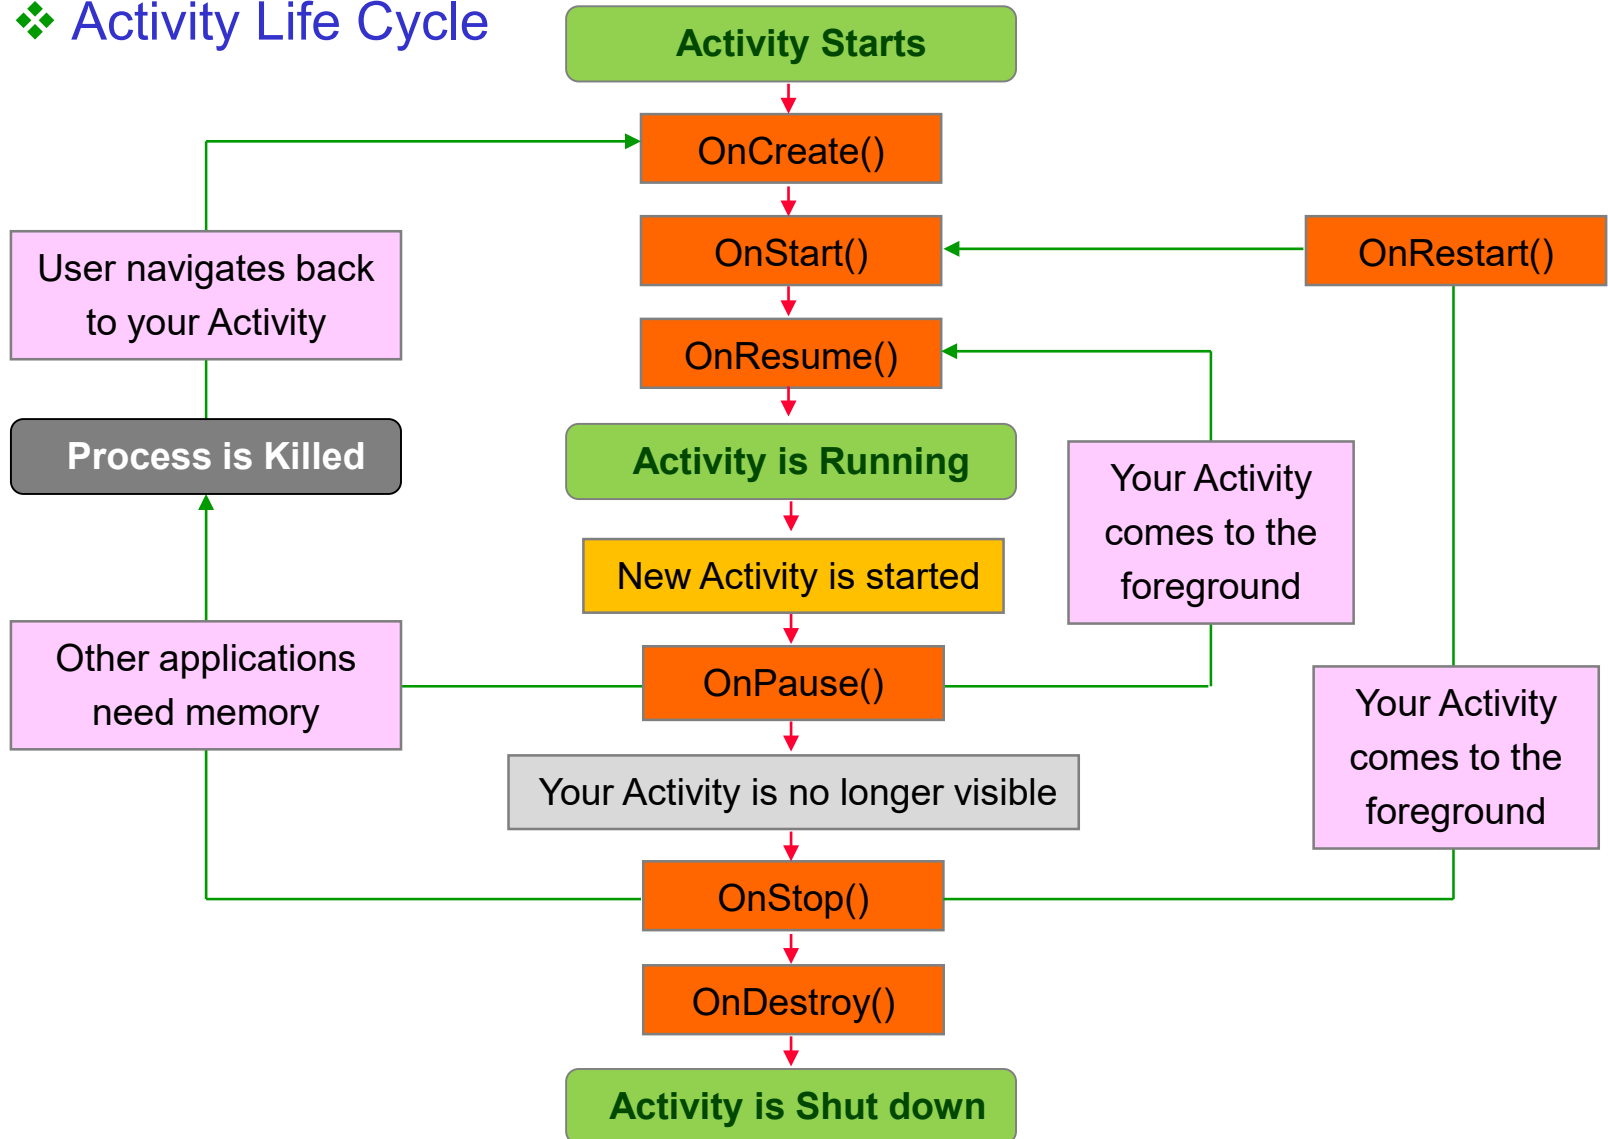 Activity Life Cycle
Activity Starts
OnCreate()
User navigates back
to your Activity
OnStart()
OnRestart()
OnResume()
Process is Killed
Activity is Running
Your Activity
comes to the
foreground
New Activity is started
Other applications
need memory
OnPause()
Your Activity
comes to the
foreground
Your Activity is no longer visible
OnStop()
OnDestroy()
Activity is Shut down